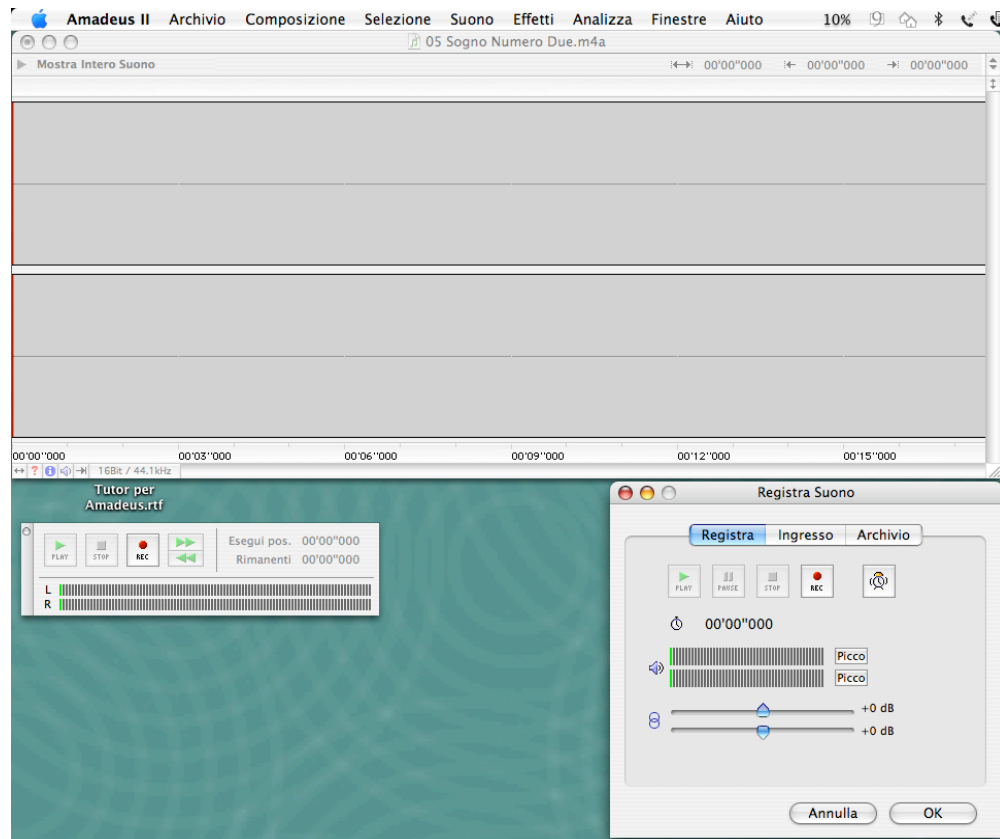 Amadeus II Archivio Composizione Selezione Suono Effetti Analizza Finestre Aiuto 10%
05 Sogno Numero Due.m4a
Mostra Intero Suono 00'00"000 00'00"000 00'00"000
00'00"000 00'03"000 00'06"000 00'09"000 00'12"000 00'15"000
? 16Bit / 44.1kHz
Tutor per
Amadeus.rtf
PLAY STOP REC
Esegui pos. 00'00"000
Rimanenti 00'00"000
L
R
Registra Suono
Registra Ingresso Archivio
PLAY PAUSE STOP REC
00'00"000
Picco
Picco
+0 dB
+0 dB
Annulla OK